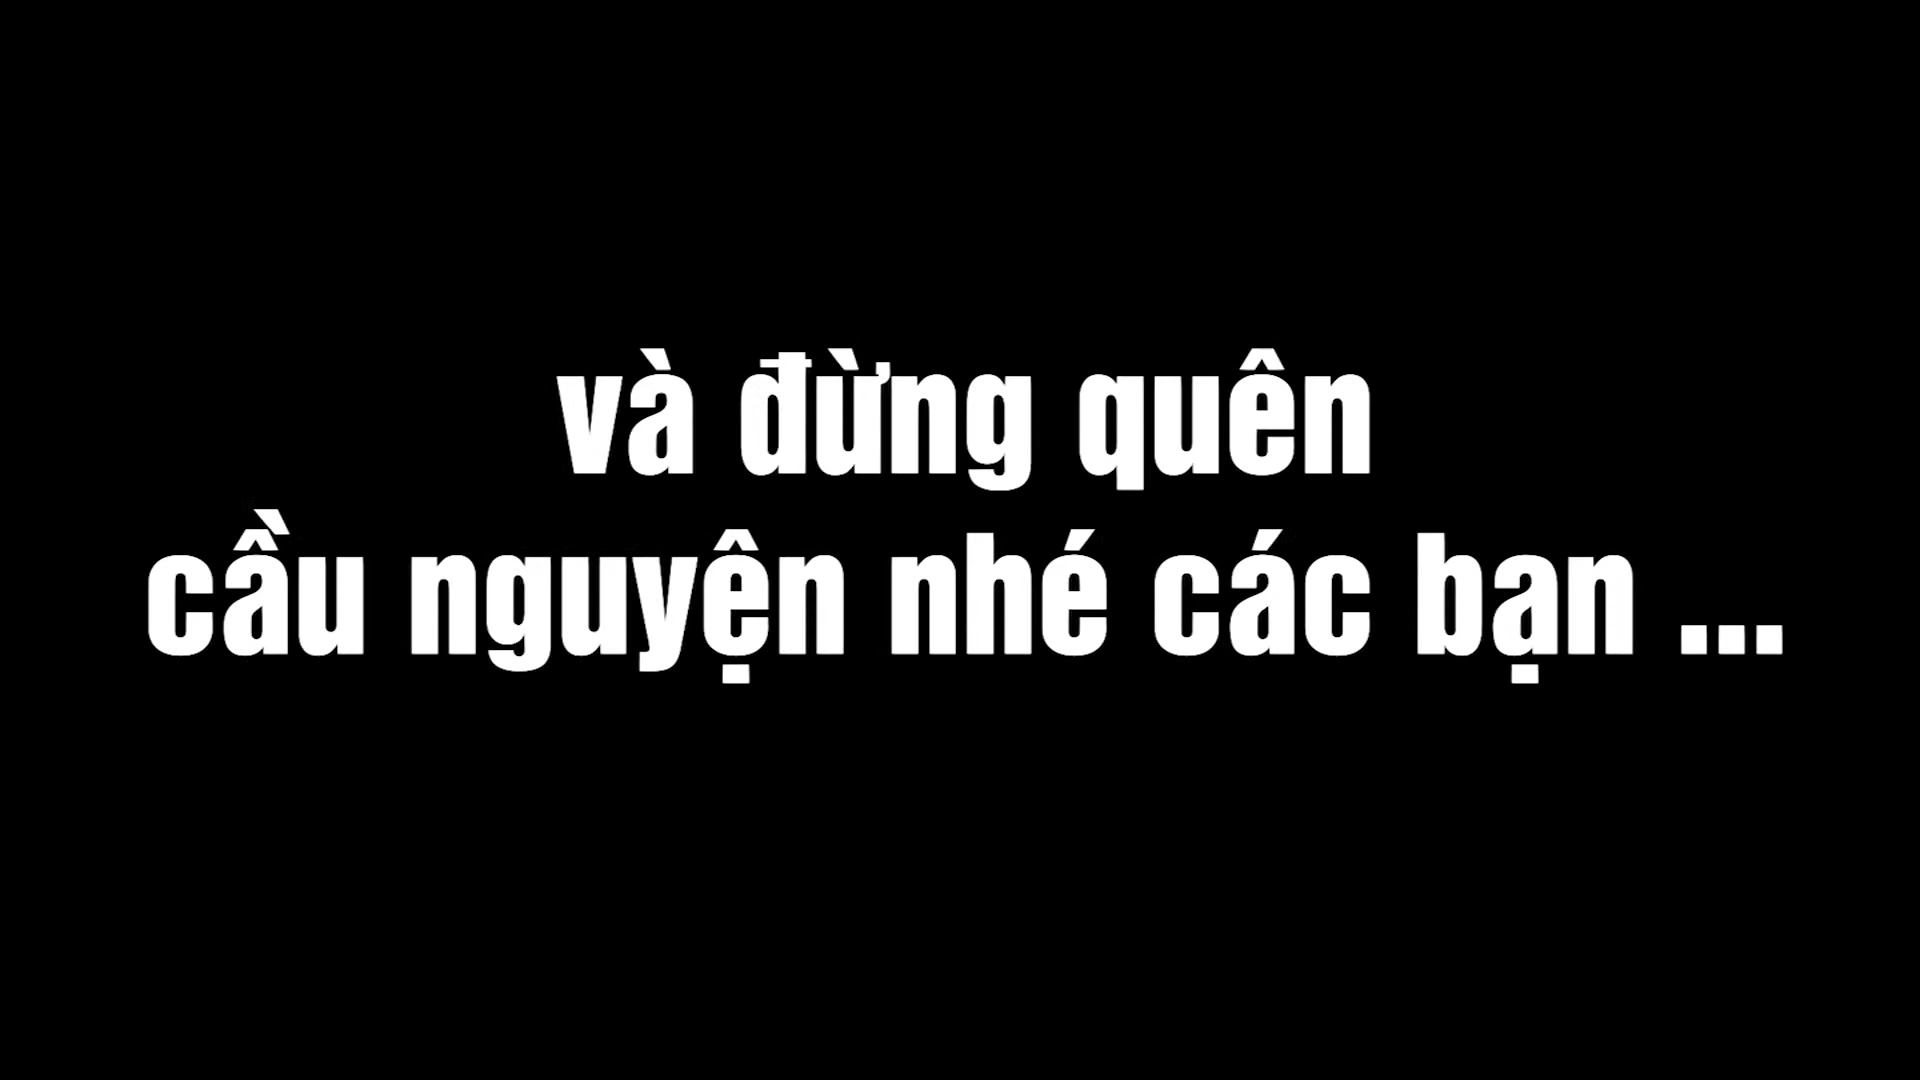 và đừng quên
cầu nguyện nhé các bạn ...